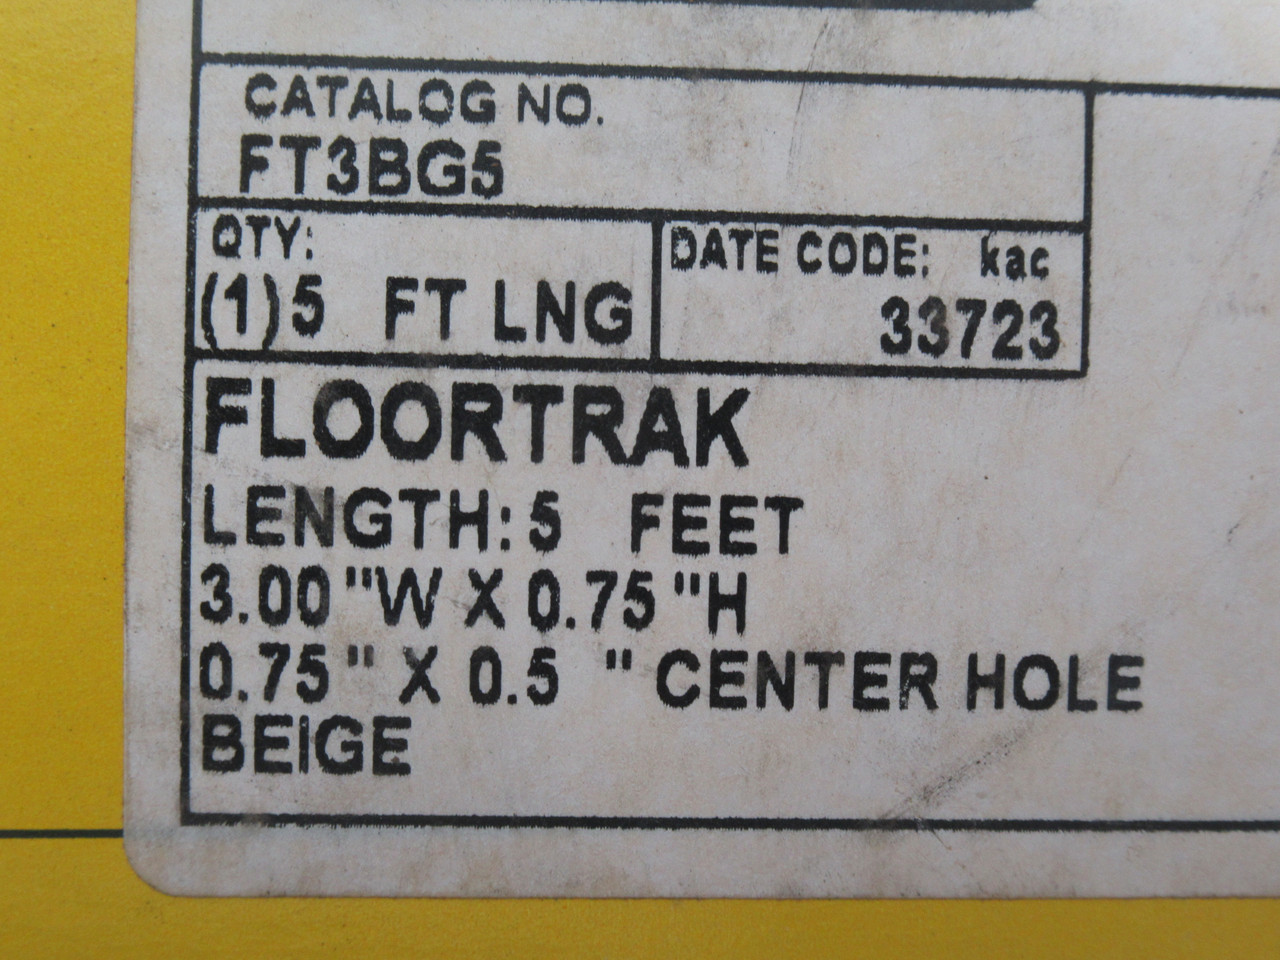 CATALOG NO.
FT3BG5
QTY:
(1)5 FT LNG
DATE CODE: kac
33723
FLOORTRAK
LENGTH: 5 FEET
3.00 "W X 0.75 "H
0.75 " X 0.5 " CENTER HOLE
BEIGE